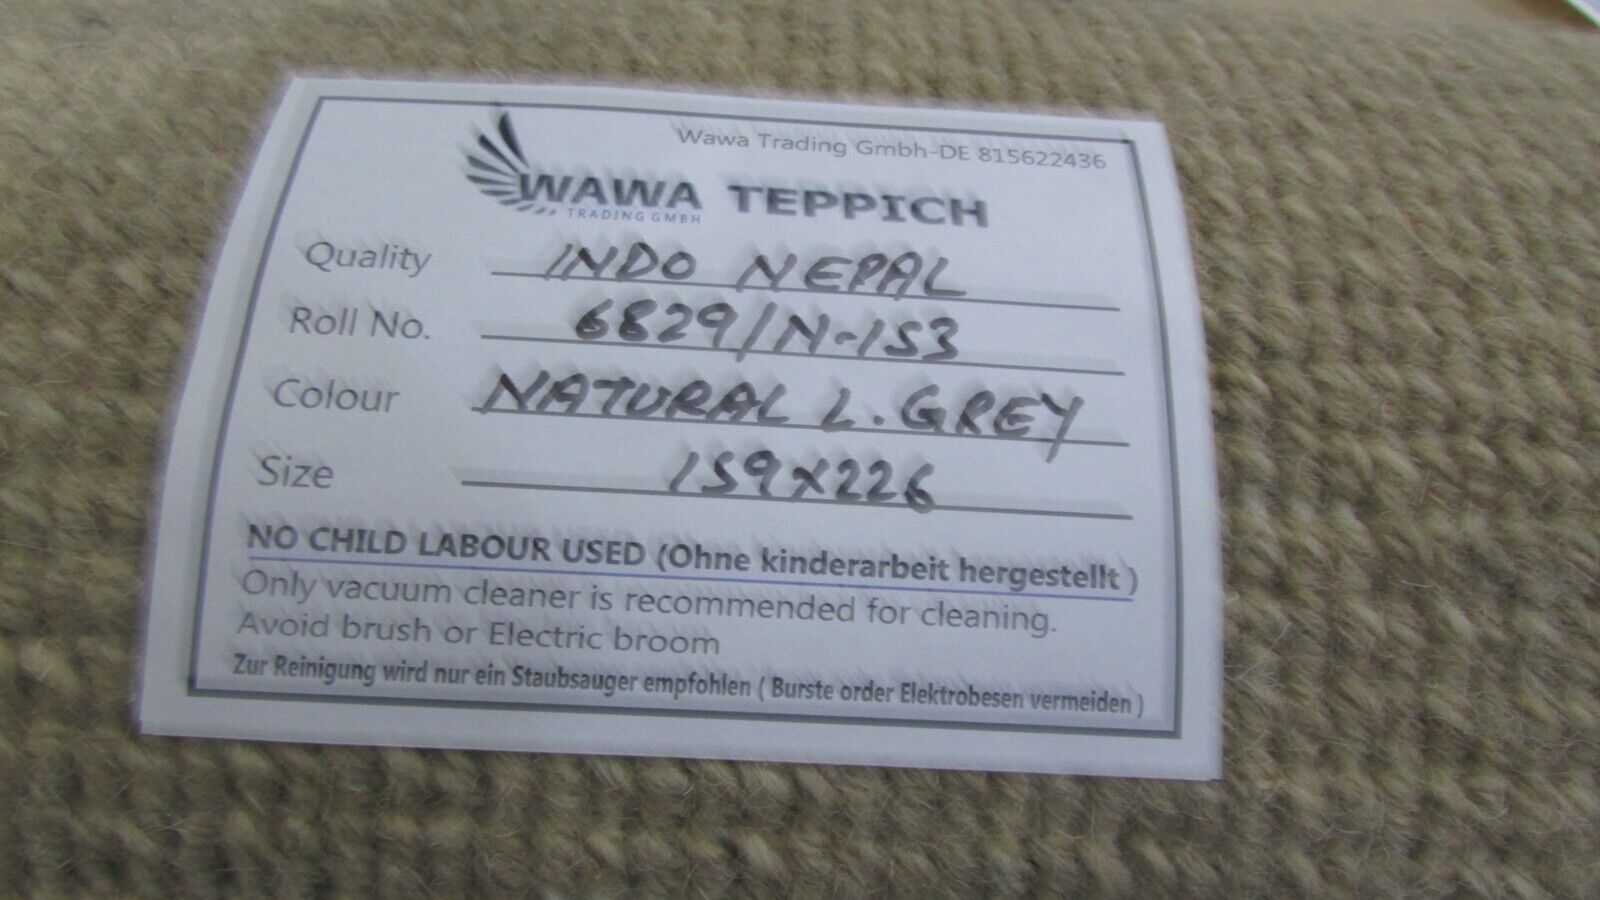 Wawa Trading Gmbh-DE 815622436
WAWA TEPPICH
TRADING GMBH
Quality INDO NEPAL
Roll No. 6829/N-153
Colour NATURAL L. GREY
Size 159x226
NO CHILD LABOUR USED (Ohne kinderarbeit hergestellt )
Only vacuum cleaner is recommended for cleaning.
Avoid brush or Electric broom
Zur Reinigung wird nur ein Staubsauger empfohlen ( Burste order Elektrobesen vermeiden )